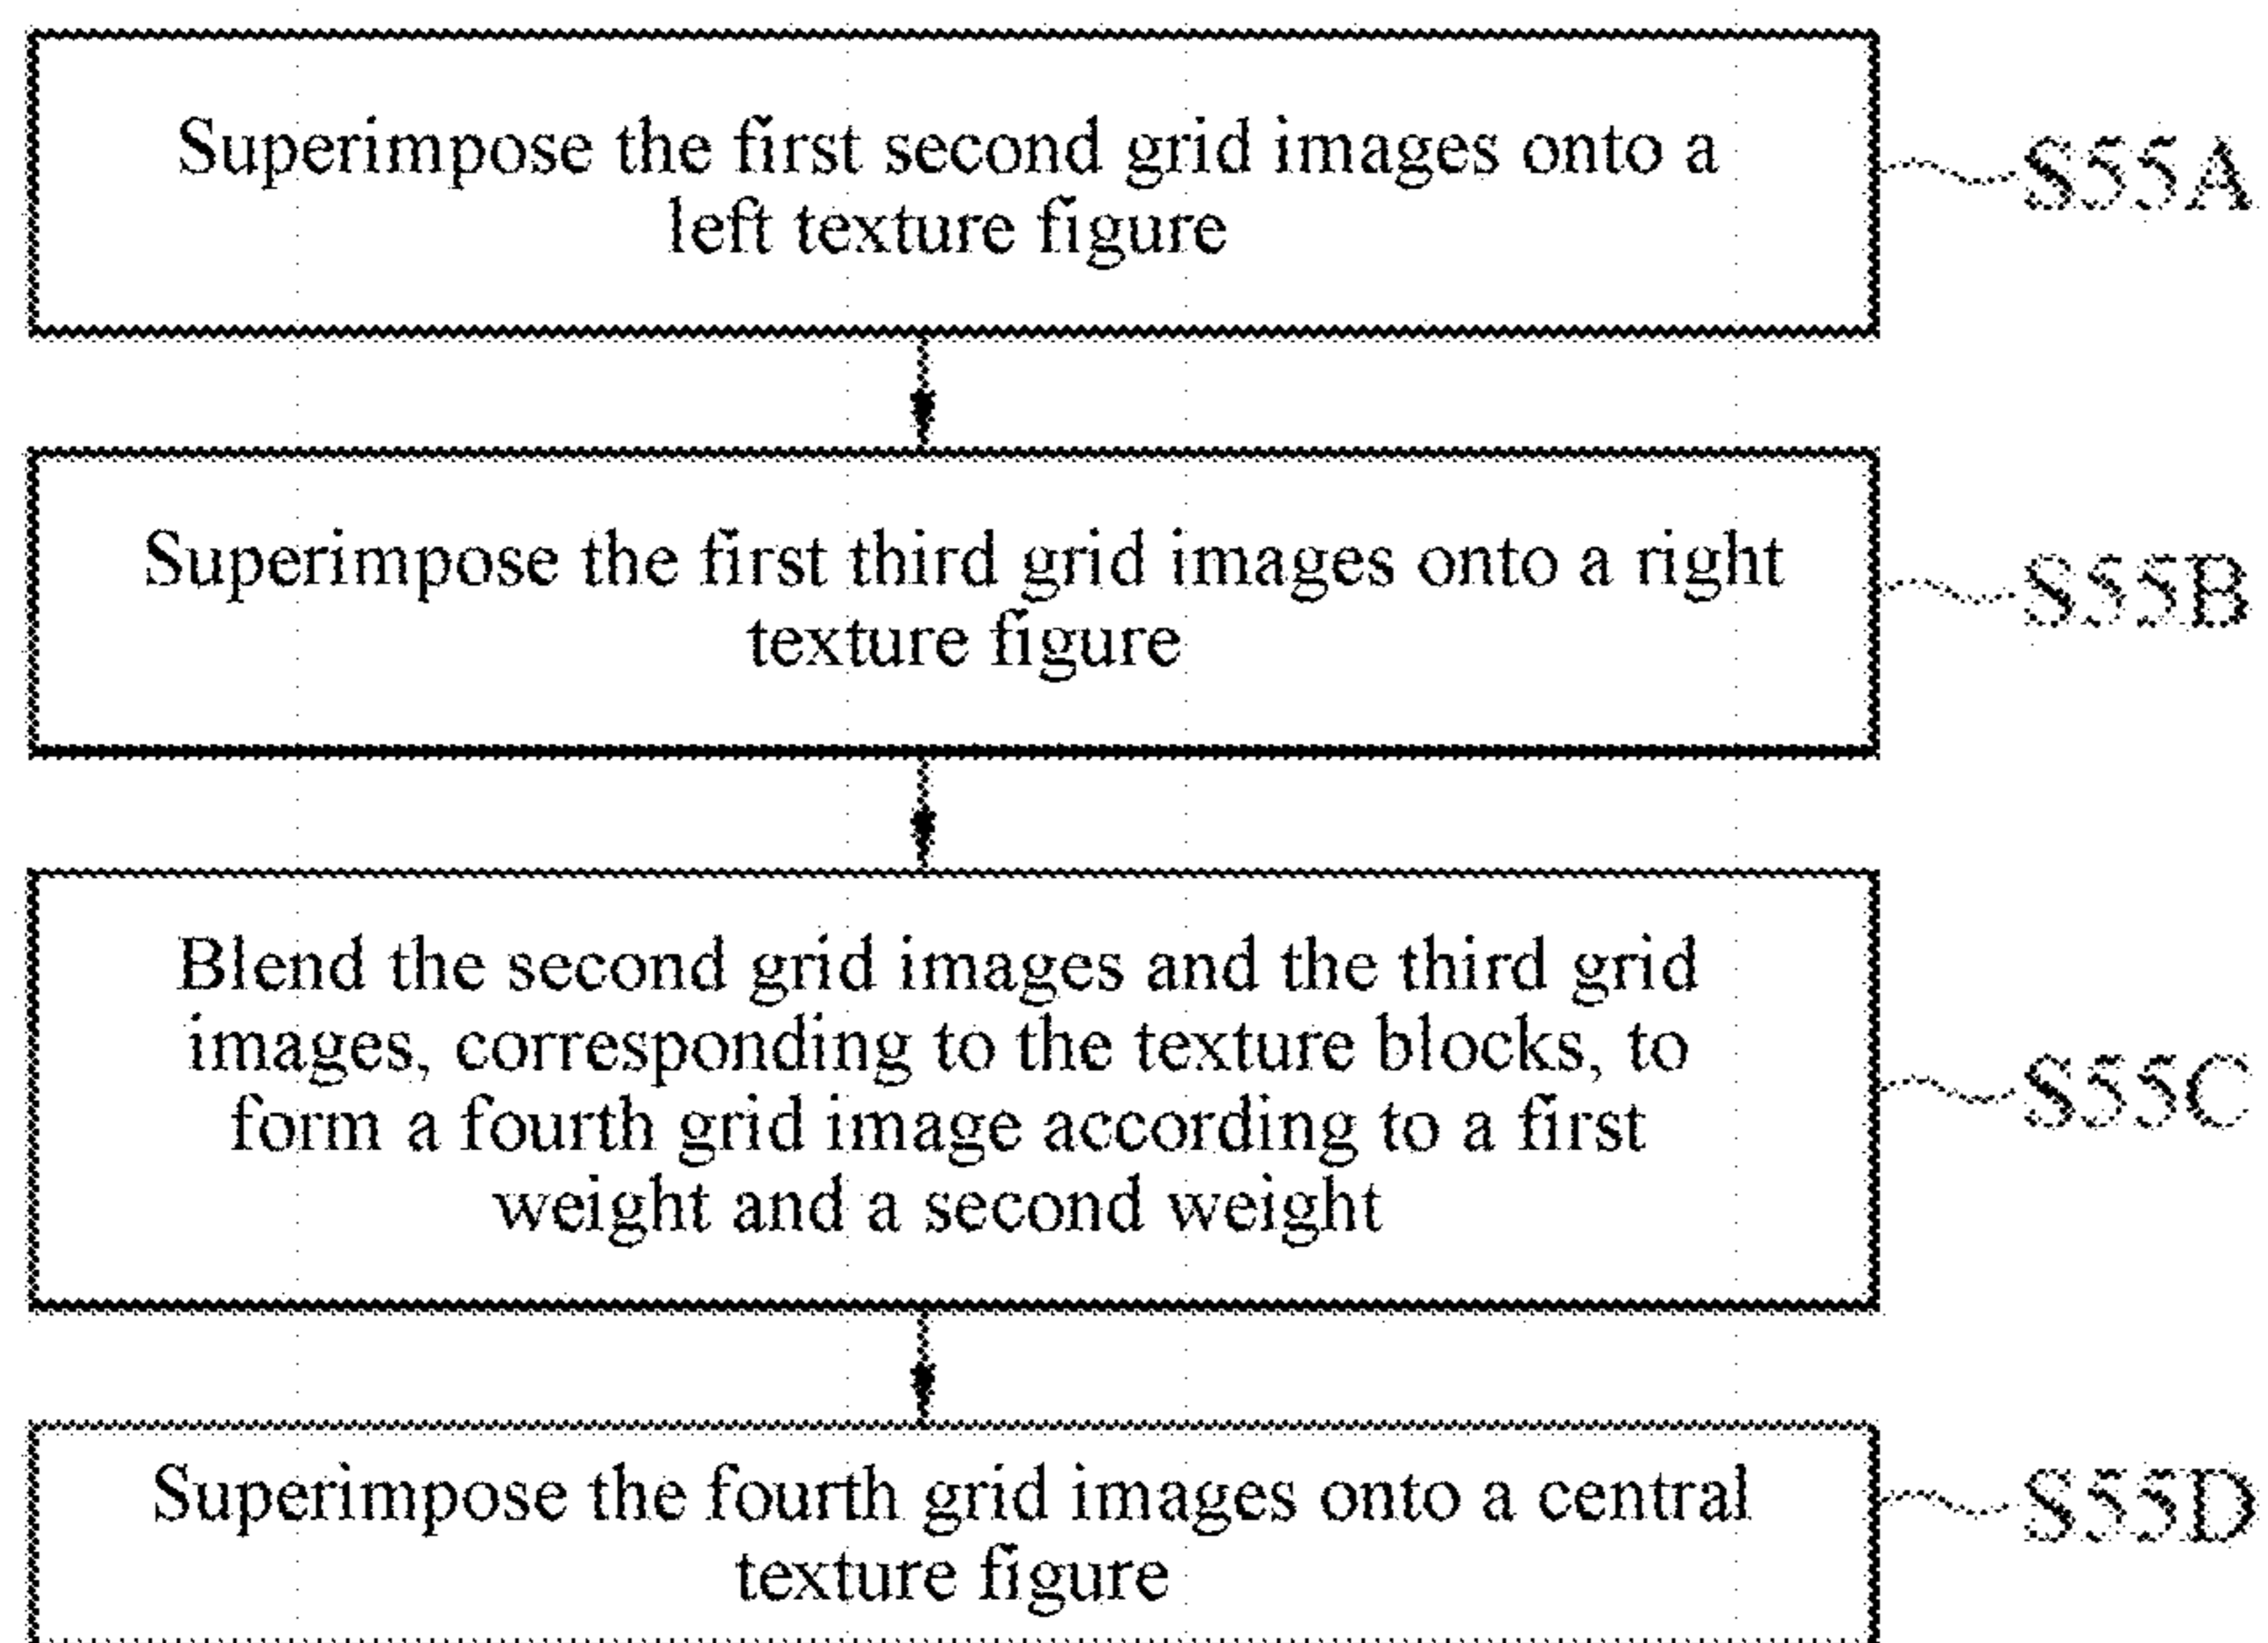 Superimpose the first second grid images onto a
left texture figure
S55A
Superimpose the first third grid images onto a right
texture figure
S55B
Blend the second grid images and the third grid
images, corresponding to the texture blocks, to
form a fourth grid image according to a first
weight and a second weight
S55C
Superimpose the fourth grid images onto a central
texture figure
S55D